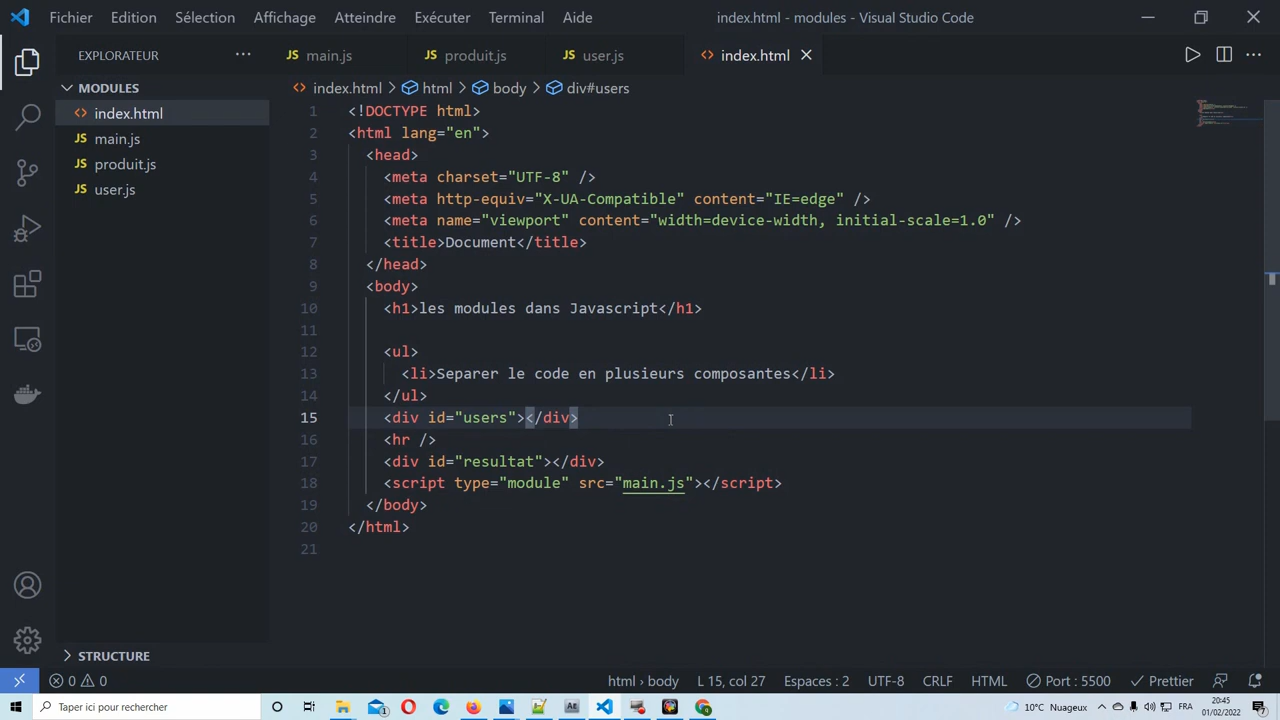 Fichier Edition Sélection Affichage Atteindre Exécuter Terminal Aide
index.html - modules - Visual Studio Code
EXPLORATEUR
main.js
produit.js
user.js
index.html
MODULES
index.html
main.js
produit.js
user.js
index.html > html > body > div#users
1 <!DOCTYPE html>
2 <html lang="en">
3 <head>
4 <meta charset="UTF-8" />
5 <meta http-equiv="X-UA-Compatible" content="IE=edge" />
6 <meta name="viewport" content="width=device-width, initial-scale=1.0" />
7 <title>Document</title>
8 </head>
9 <body>
10 <h1>les modules dans Javascript</h1>
11
12 <ul>
13 <li>Separer le code en plusieurs composantes</li>
14 </ul>
15 <div id="users"></div>
16 <hr />
17 <div id="resultat"></div>
18 <script type="module" src="main.js"></script>
19 </body>
20 </html>
21
STRUCTURE
0 0
html › body
L 15, col 27
Espaces : 2
UTF-8
CRLF
HTML
Port : 5500
Prettier
Taper ici pour rechercher
1
10°C Nuageux
FRA
20:45
01/02/2022
7